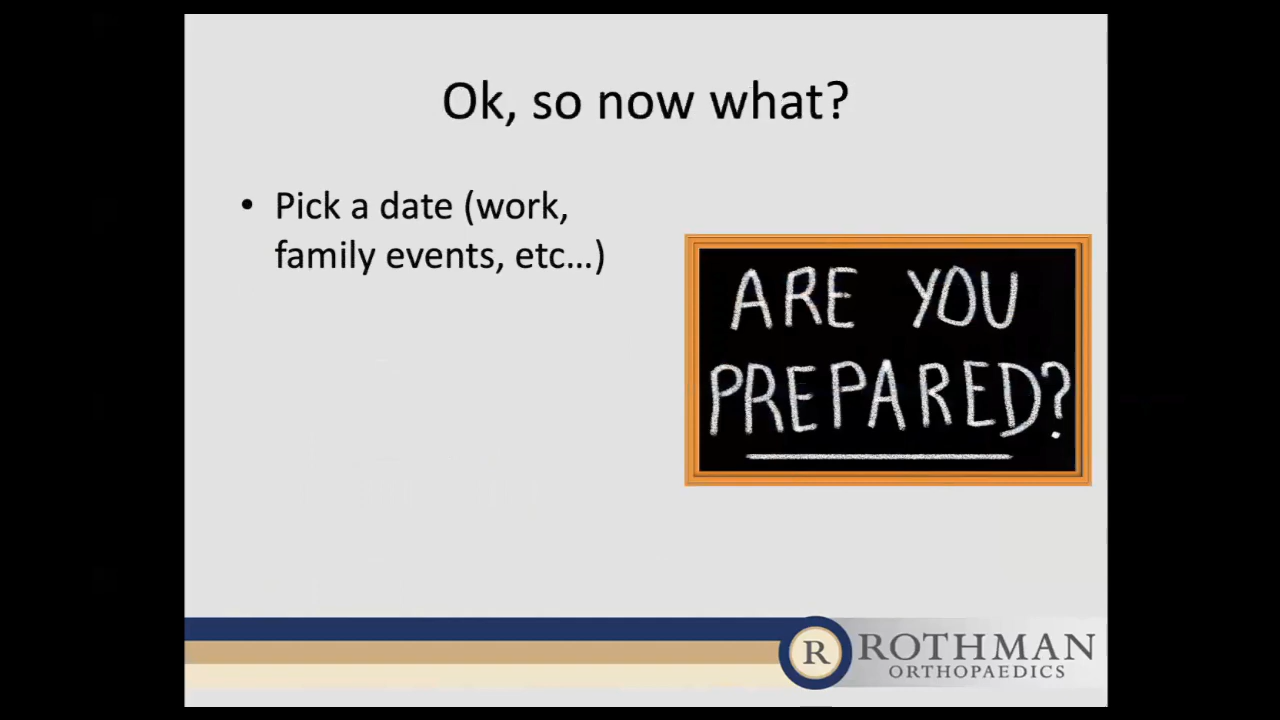 Ok, so now what?
• Pick a date (work,
family events, etc…)
ARE YOU
PREPARED?
R ROTHMAN
ORTHOPAEDICS